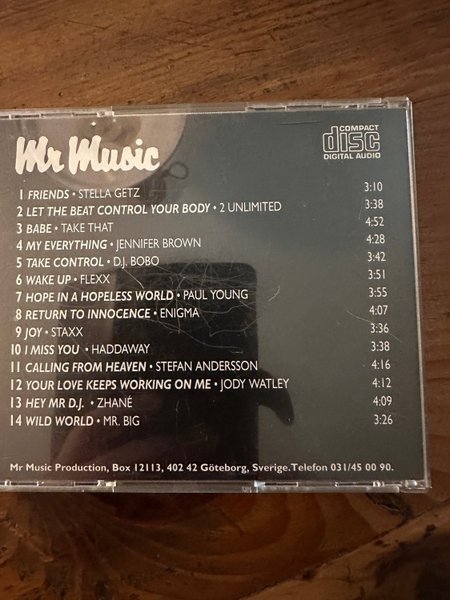 Mr Music
COMPACT
disc
DIGITAL AUDIO
1 FRIENDS • STELLA GETZ 3:10
2 LET THE BEAT CONTROL YOUR BODY • 2 UNLIMITED 3:38
3 BABE • TAKE THAT 4:52
4 MY EVERYTHING • JENNIFER BROWN 4:28
5 TAKE CONTROL • D.J. BOBO 3:42
6 WAKE UP • FLEXX 3:51
7 HOPE IN A HOPELESS WORLD • PAUL YOUNG 3:55
8 RETURN TO INNOCENCE • ENIGMA 4:07
9 JOY • STAXX 3:36
10 I MISS YOU • HADDAWAY 3:38
11 CALLING FROM HEAVEN • STEFAN ANDERSSON 4:16
12 YOUR LOVE KEEPS WORKING ON ME • JODY WATLEY 4:12
13 HEY MR D.J. • ZHANÉ 4:09
14 WILD WORLD • MR. BIG 3:26
Mr Music Production, Box 12113, 402 42 Göteborg, Sverige.Telefon 031/45 00 90.